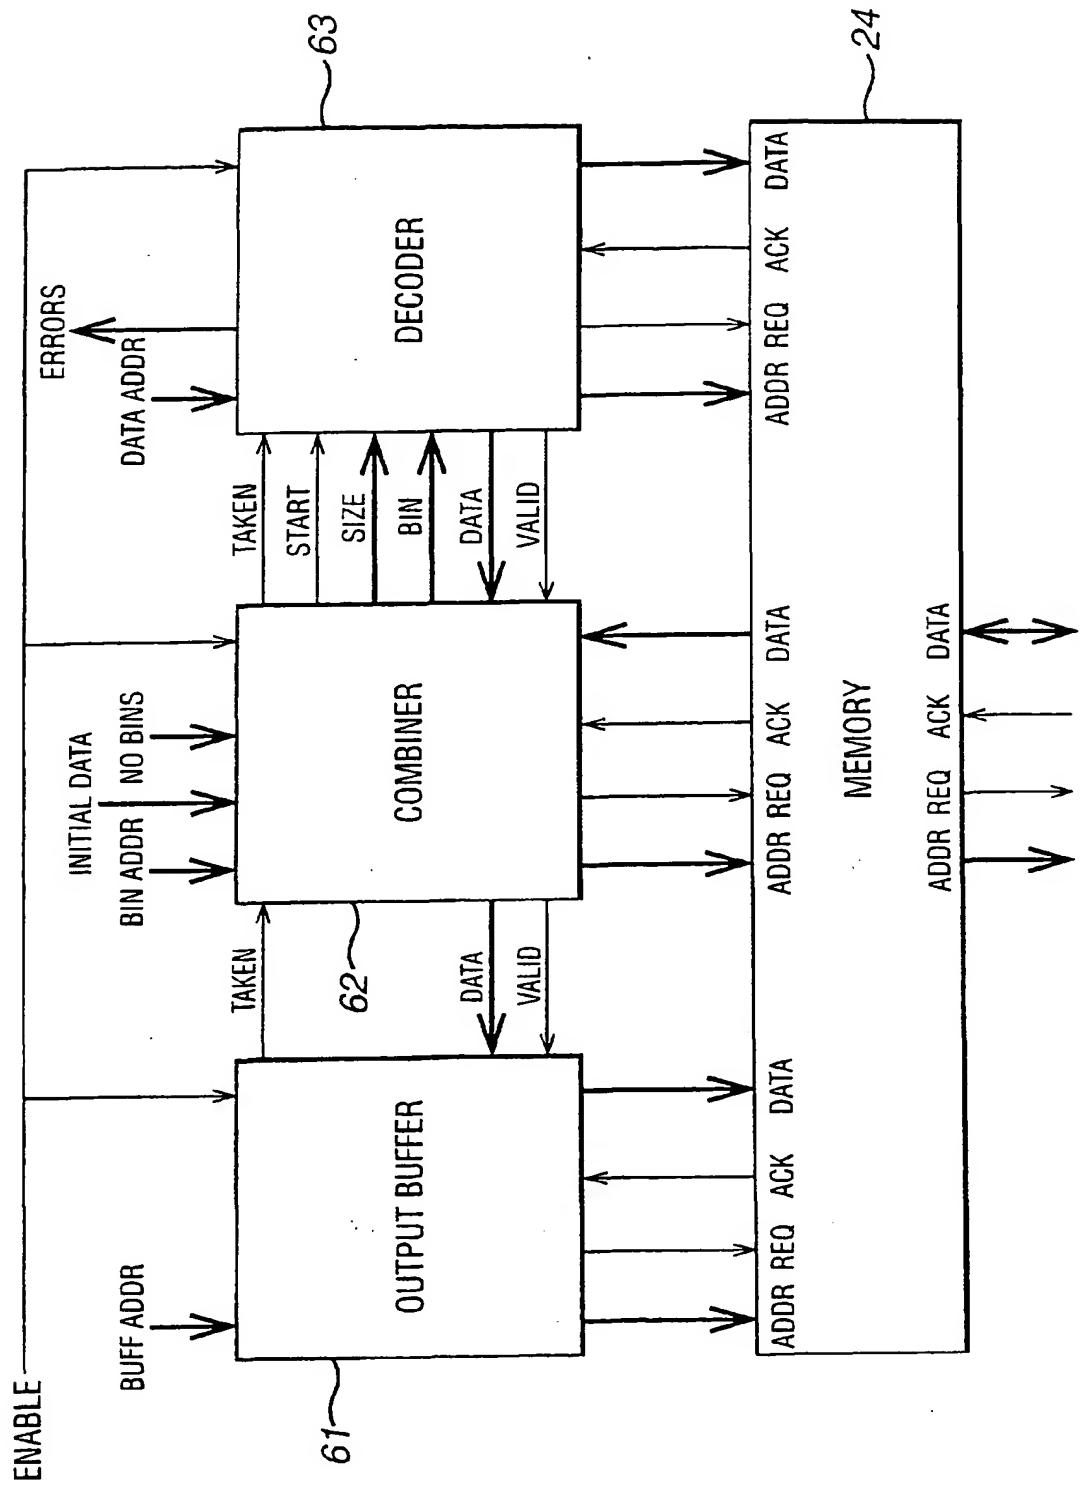 ENABLE
ERRORS
INITIAL DATA
BUFF ADDR
BIN ADDR
NO BINS
DATA ADDR
TAKEN
TAKEN
START
63
61
62
SIZE
BIN
OUTPUT BUFFER
COMBINER
DECODER
DATA
DATA
VALID
VALID
ADDR REQ ACK DATA
ADDR REQ ACK DATA
ADDR REQ ACK DATA
MEMORY
24
ADDR REQ ACK DATA